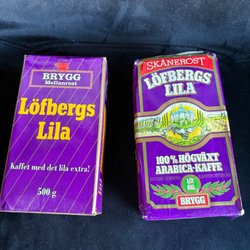 BRYGG
Mellanrost
Löfbergs
Lila
Kaffet med det lila extra!
500 g
SKÅNEROST
LÖFBERGS
LILA
100% HÖGVÄXT
ARABICA-KAFFE
1/2
KG.
BRYGG